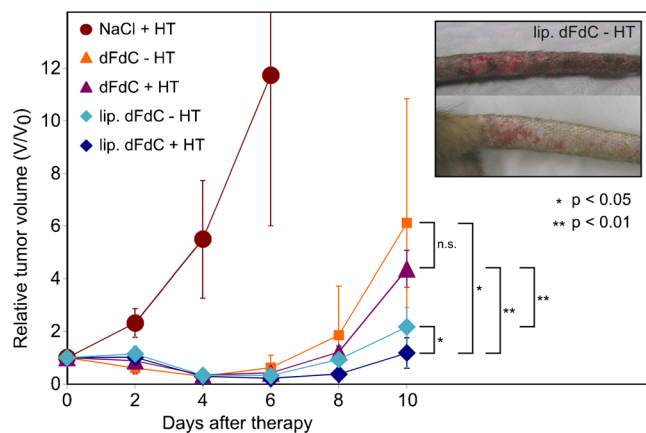 NaCl + HT
dFdC - HT
dFdC + HT
lip. dFdC - HT
lip. dFdC + HT
lip. dFdC - HT
* p < 0.05
** p < 0.01
n.s.
*
**
**
*
Relative tumor volume (V/V0)
12
10
8
6
4
2
0
0 2 4 6 8 10
Days after therapy